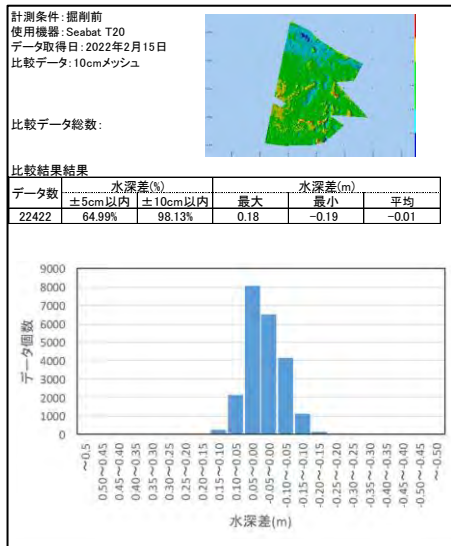 計測条件:掘削前
使用機器:Seabat T20
データ取得日:2022年2月15日
比較データ:10cmメッシュ
比較データ総数:
比較結果結果
データ数 水深差(%) 水深差(m)
±5cm以内 ±10cm以内 最大 最小 平均
22422 64.99% 98.13% 0.18 -0.19 -0.01
9000
8000
7000
6000
5000
4000
3000
2000
1000
0
データ個数
~0.5
0.50~0.45
0.45~0.40
0.40~0.35
0.35~0.30
0.30~0.25
0.25~0.20
0.20~0.15
0.15~0.10
0.10~0.05
0.05~0.00
-0.05~0.00
-0.10~-0.05
-0.10~-0.15
-0.15~-0.20
-0.20~-0.25
-0.25~-0.30
-0.30~-0.35
-0.35~-0.40
-0.40~-0.45
-0.45~-0.50
~-0.50
水深差(m)